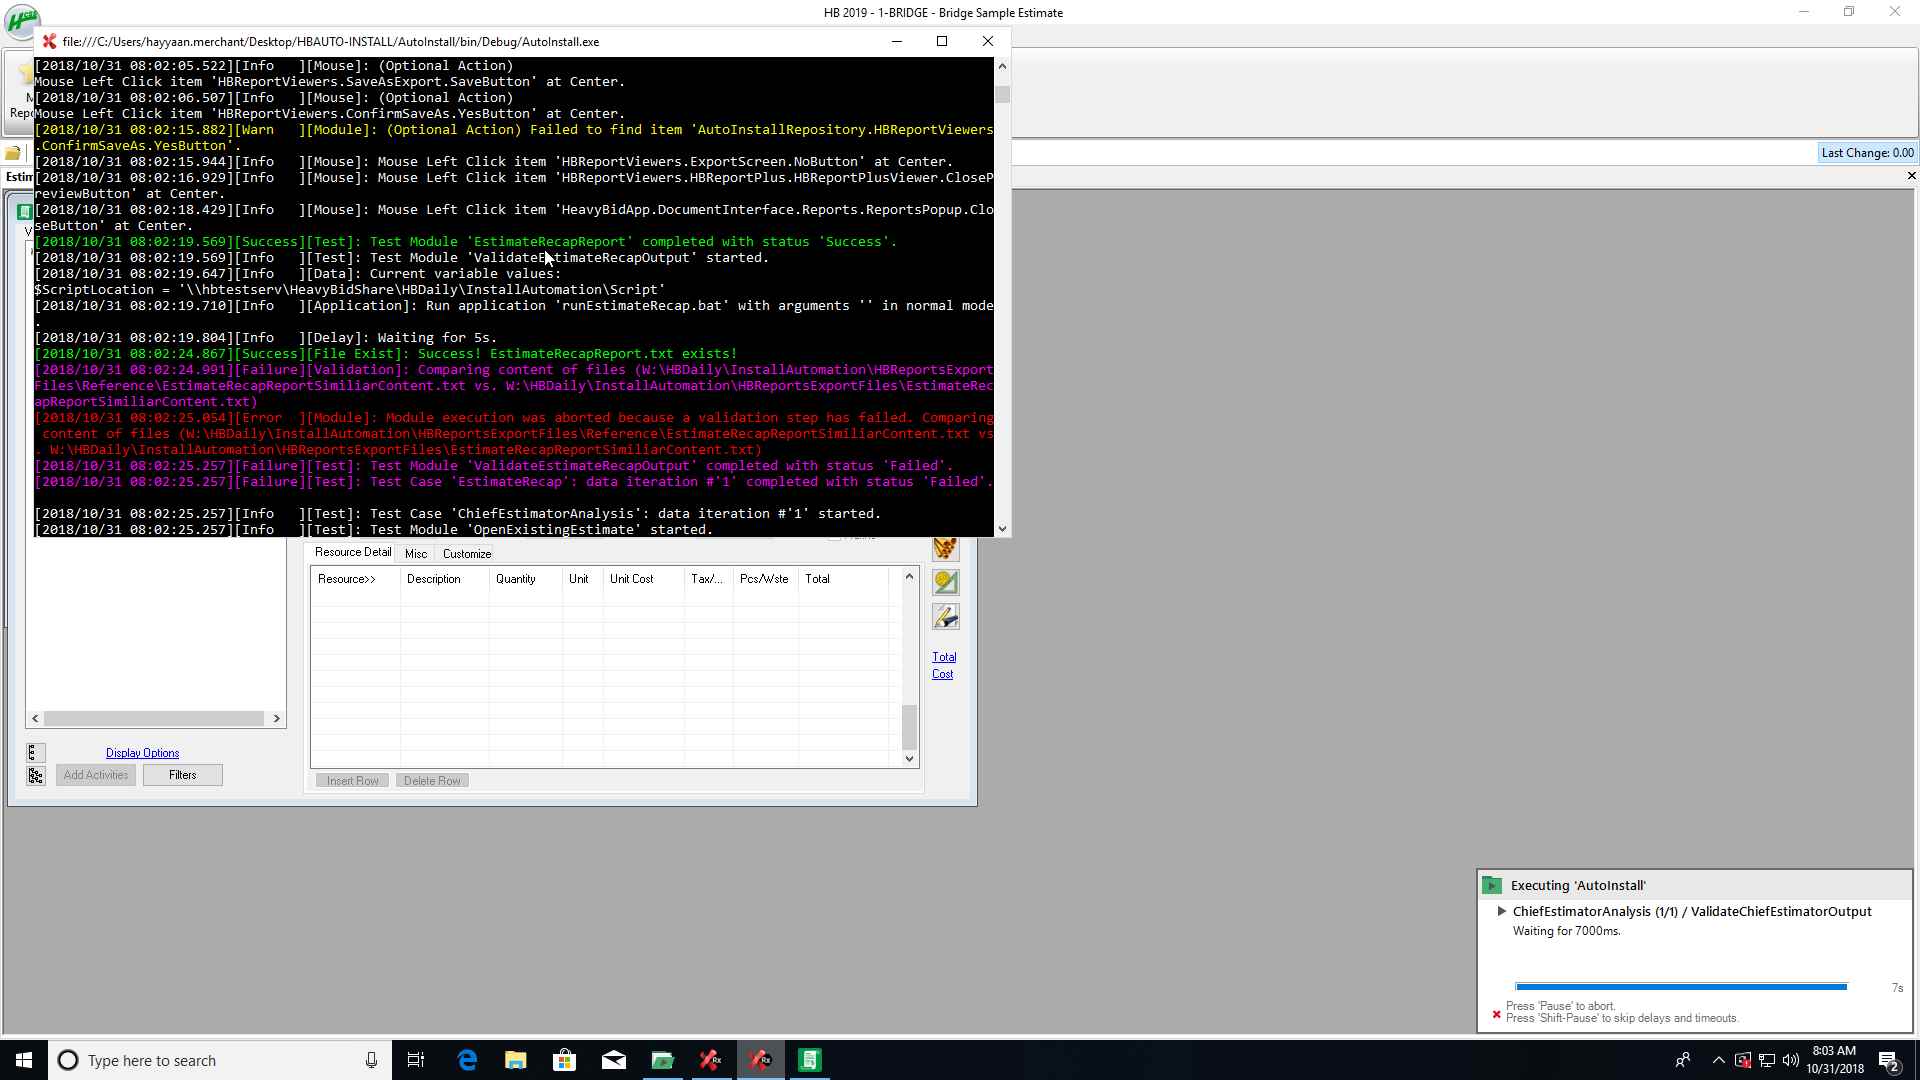 HB 2019 - 1-BRIDGE - Bridge Sample Estimate
file:///C:/Users/hayyaan.merchant/Desktop/HBAUTO-INSTALL/AutoInstall/bin/Debug/AutoInstall.exe
[2018/10/31 08:02:05.522][Info   ][Mouse]: (Optional Action)
Mouse Left Click item 'HBReportViewers.SaveAsExport.SaveButton' at Center.
[2018/10/31 08:02:06.507][Info   ][Mouse]: (Optional Action)
Mouse Left Click item 'HBReportViewers.ConfirmSaveAs.YesButton' at Center.
[2018/10/31 08:02:15.882][Warn   ][Module]: (Optional Action) Failed to find item 'AutoInstallRepository.HBReportViewers
.ConfirmSaveAs.YesButton'.
[2018/10/31 08:02:15.944][Info   ][Mouse]: Mouse Left Click item 'HBReportViewers.ExportScreen.NoButton' at Center.
[2018/10/31 08:02:16.929][Info   ][Mouse]: Mouse Left Click item 'HBReportViewers.HBReportPlus.HBReportPlusViewer.CloseP
reviewButton' at Center.
[2018/10/31 08:02:18.429][Info   ][Mouse]: Mouse Left Click item 'HeavyBidApp.DocumentInterface.Reports.ReportsPopup.Clo
seButton' at Center.
[2018/10/31 08:02:19.569][Success][Test]: Test Module 'EstimateRecapReport' completed with status 'Success'.
[2018/10/31 08:02:19.569][Info   ][Test]: Test Module 'ValidateEstimateRecapOutput' started.
[2018/10/31 08:02:19.647][Info   ][Data]: Current variable values:
$ScriptLocation = '\\hbtestserv\HeavyBidShare\HBDaily\InstallAutomation\Script'
[2018/10/31 08:02:19.710][Info   ][Application]: Run application 'runEstimateRecap.bat' with arguments '' in normal mode
.
[2018/10/31 08:02:19.804][Info   ][Delay]: Waiting for 5s.
[2018/10/31 08:02:24.867][Success][File Exist]: Success! EstimateRecapReport.txt exists!
[2018/10/31 08:02:24.991][Failure][Validation]: Comparing content of files (W:\HBDaily\InstallAutomation\HBReportsExport
Files\Reference\EstimateRecapReportSimiliarContent.txt vs. W:\HBDaily\InstallAutomation\HBReportsExportFiles\EstimateRec
apReportSimiliarContent.txt)
[2018/10/31 08:02:25.054][Error  ][Module]: Module execution was aborted because a validation step has failed. Comparing
 content of files (W:\HBDaily\InstallAutomation\HBReportsExportFiles\Reference\EstimateRecapReportSimiliarContent.txt vs
. W:\HBDaily\InstallAutomation\HBReportsExportFiles\EstimateRecapReportSimiliarContent.txt)
[2018/10/31 08:02:25.257][Failure][Test]: Test Module 'ValidateEstimateRecapOutput' completed with status 'Failed'.
[2018/10/31 08:02:25.257][Failure][Test]: Test Case 'EstimateRecap': data iteration #'1' completed with status 'Failed'.
[2018/10/31 08:02:25.257][Info   ][Test]: Test Case 'ChiefEstimatorAnalysis': data iteration #'1' started.
[2018/10/31 08:02:25.257][Info   ][Test]: Test Module 'OpenExistingEstimate' started.
Last Change: 0.00
Resource Detail Misc Customize
Resource>> Description Quantity Unit Unit Cost Tax/... Pcs/Wste Total
Total
Cost
Display Options
Add Activities Filters
Insert Row Delete Row
Executing 'AutoInstall'
ChiefEstimatorAnalysis (1/1) / ValidateChiefEstimatorOutput
Waiting for 7000ms.
7s
Press 'Pause' to abort.
Press 'Shift-Pause' to skip delays and timeouts.
Type here to search
8:03 AM
10/31/2018
2